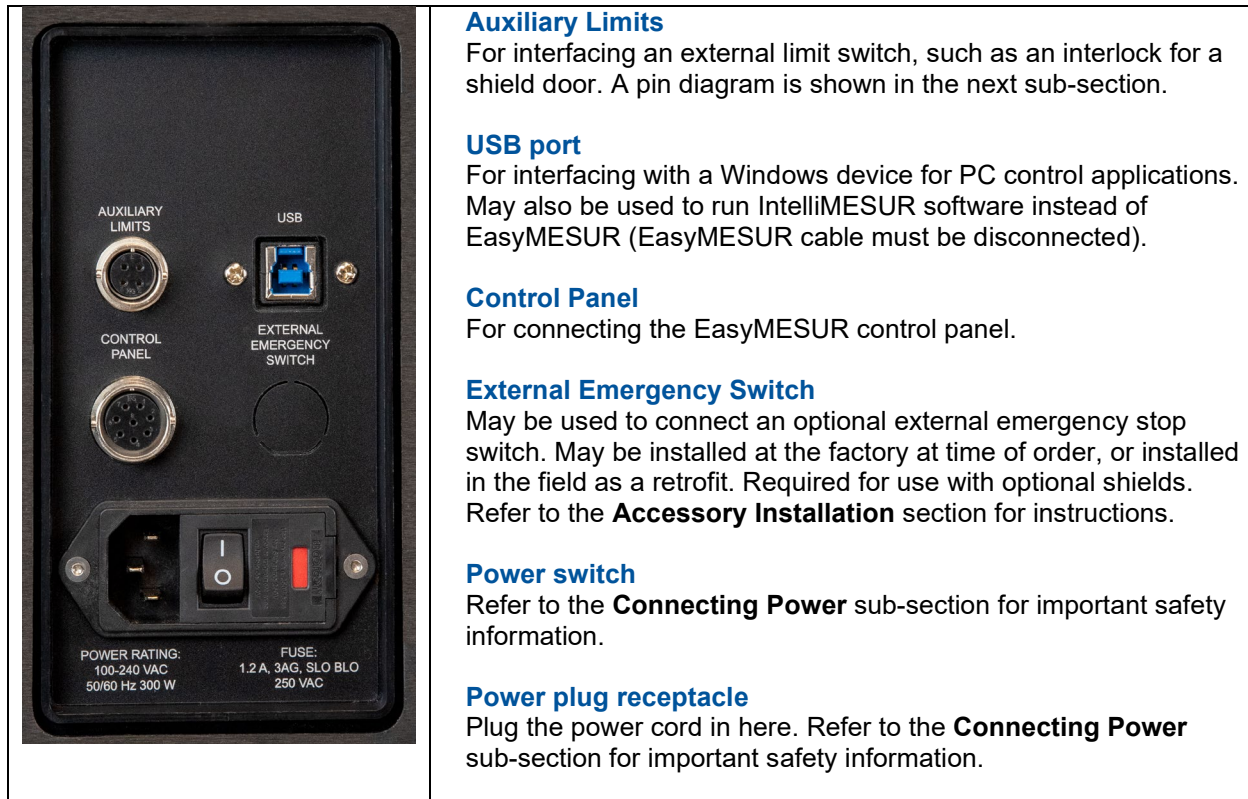 AUXILIARY
LIMITS
USB
CONTROL
PANEL
EXTERNAL
EMERGENCY
SWITCH
POWER RATING:
100-240 VAC
50/60 Hz 300 W
FUSE:
1.2 A, 3AG, SLO BLO
250 VAC
Auxiliary Limits
For interfacing an external limit switch, such as an interlock for a
shield door. A pin diagram is shown in the next sub-section.
USB port
For interfacing with a Windows device for PC control applications.
May also be used to run IntelliMESUR software instead of
EasyMESUR (EasyMESUR cable must be disconnected).
Control Panel
For connecting the EasyMESUR control panel.
External Emergency Switch
May be used to connect an optional external emergency stop
switch. May be installed at the factory at time of order, or installed
in the field as a retrofit. Required for use with optional shields.
Refer to the Accessory Installation section for instructions.
Power switch
Refer to the Connecting Power sub-section for important safety
information.
Power plug receptacle
Plug the power cord in here. Refer to the Connecting Power
sub-section for important safety information.